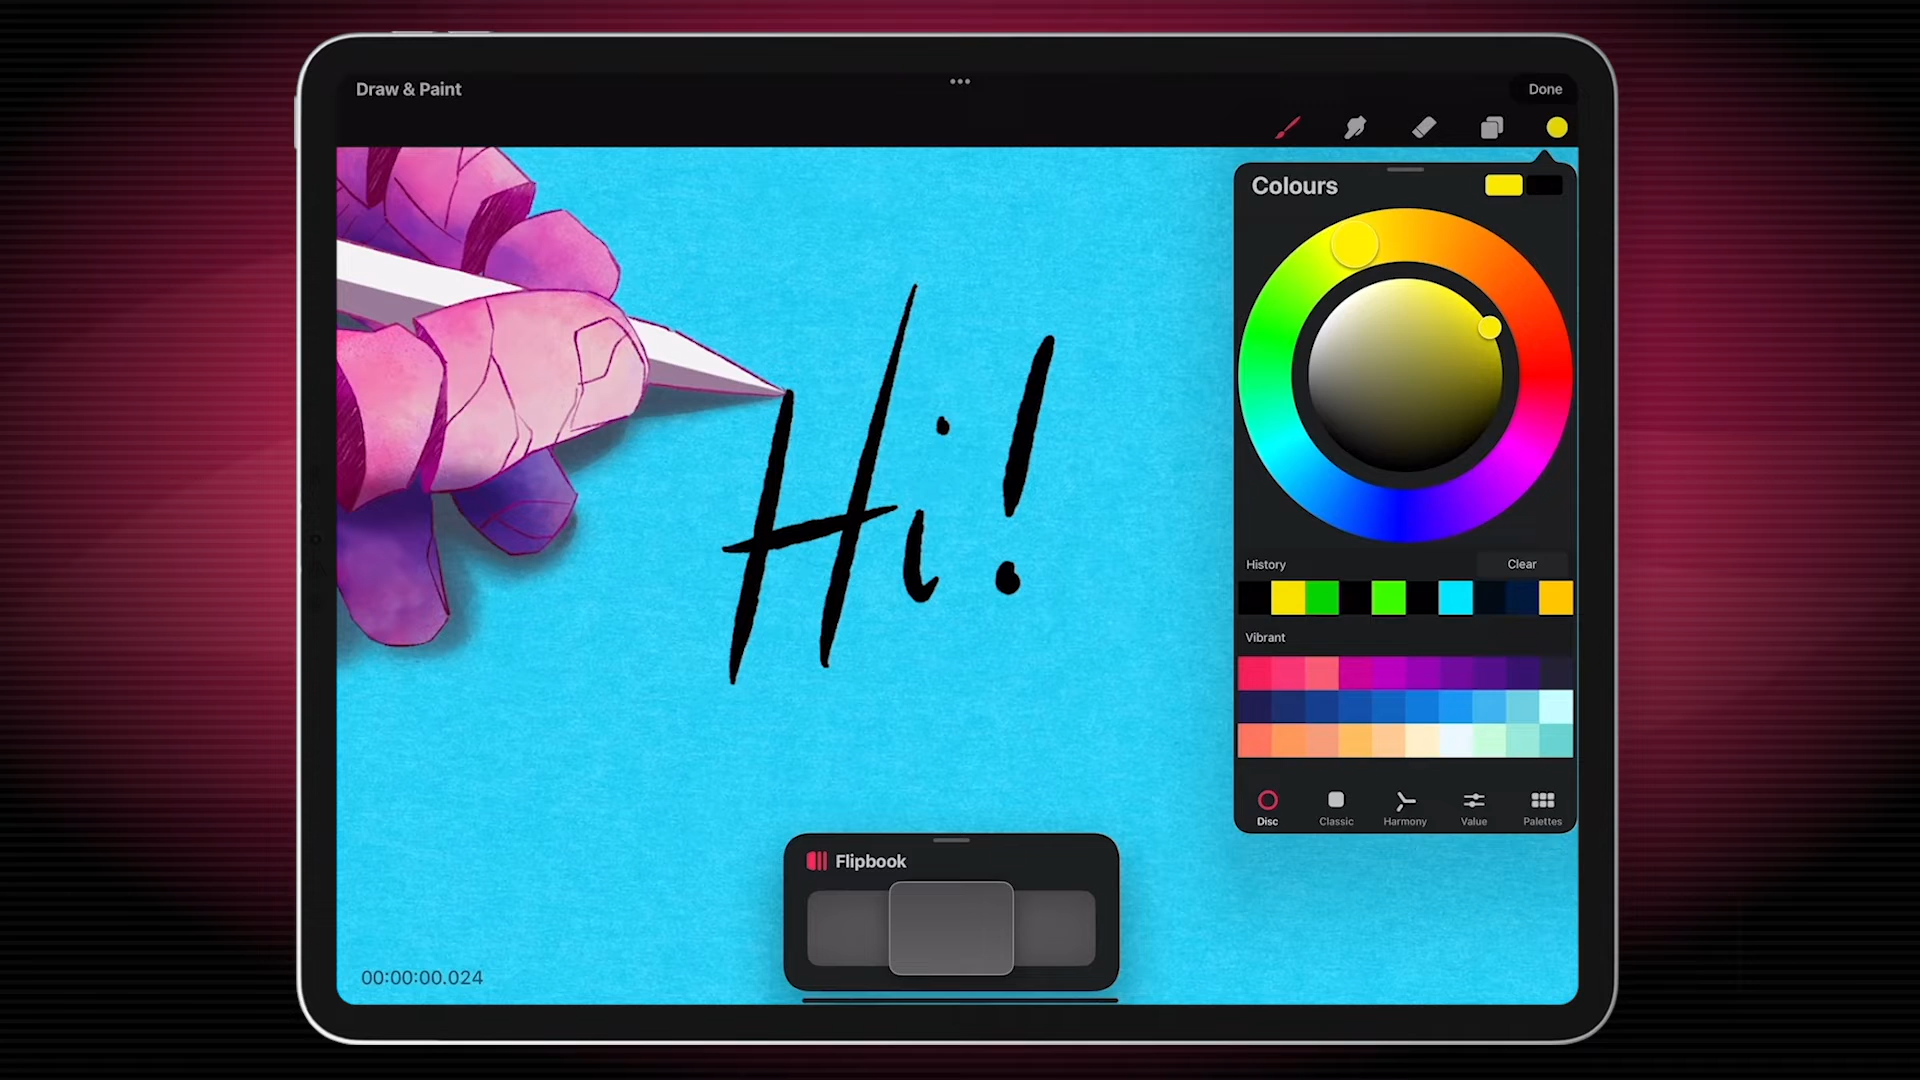 Draw & Paint
Done
Colours
Hi!
History
Clear
Vibrant
Disc
Classic
Harmony
Value
Palettes
Flipbook
00:00:00.024